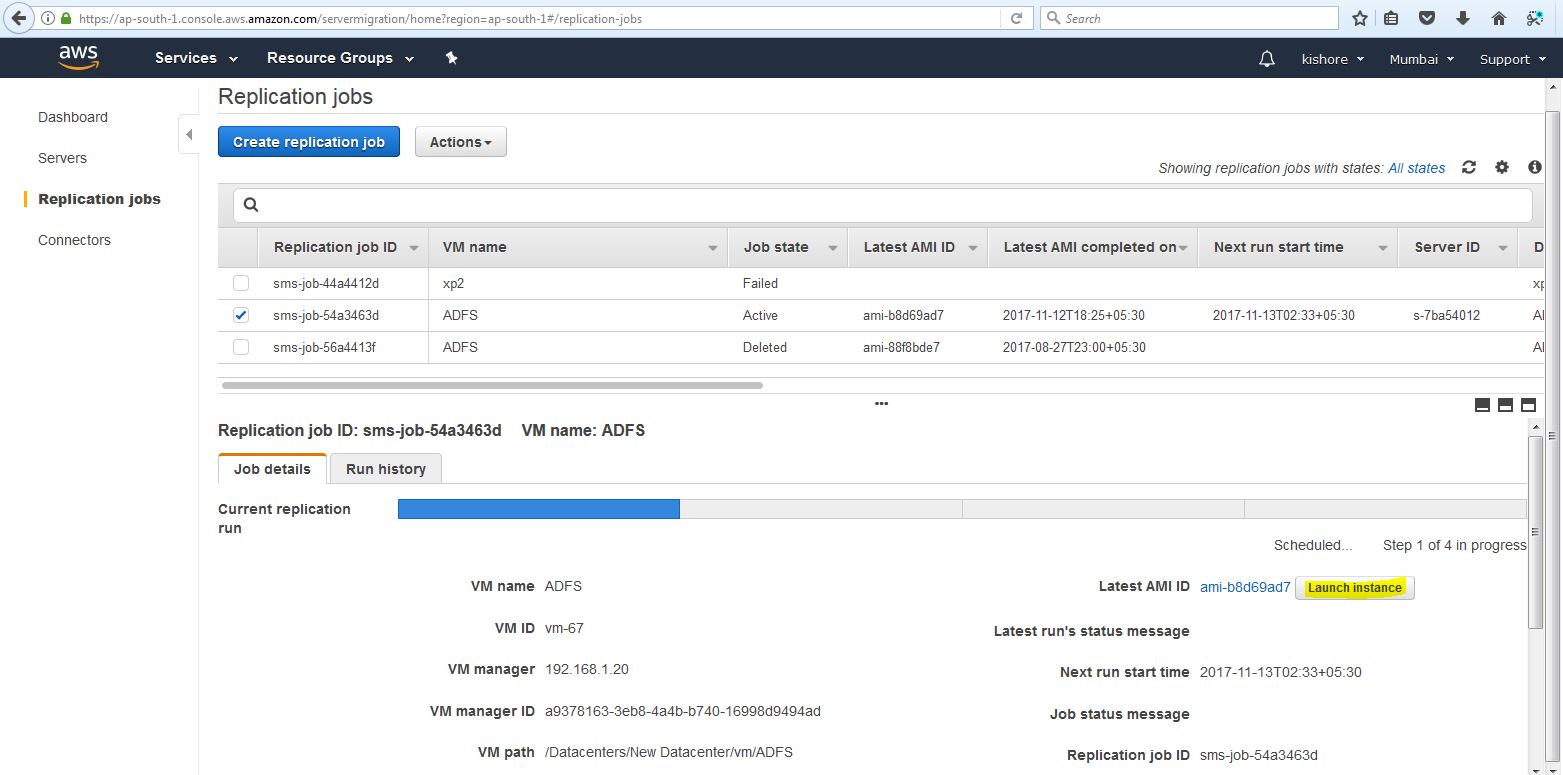 https://ap-south-1.console.aws.amazon.com/servermigration/home?region=ap-south-1#/replication-jobs
Search
aws Services Resource Groups kishore Mumbai Support
Replication jobs
Dashboard
Servers
Replication jobs
Connectors
Create replication job Actions
Showing replication jobs with states: All states
Replication job ID VM name Job state Latest AMI ID Latest AMI completed on Next run start time Server ID D
sms-job-44a4412d xp2 Failed xp
sms-job-54a3463d ADFS Active ami-b8d69ad7 2017-11-12T18:25+05:30 2017-11-13T02:33+05:30 s-7ba54012 AI
sms-job-56a4413f ADFS Deleted ami-88f8bde7 2017-08-27T23:00+05:30 AI
Replication job ID: sms-job-54a3463d VM name: ADFS
Job details Run history
Current replication
run
Scheduled... Step 1 of 4 in progress
VM name ADFS
VM ID vm-67
VM manager 192.168.1.20
VM manager ID a9378163-3eb8-4a4b-b740-16998d9494ad
VM path /Datacenters/New Datacenter/vm/ADFS
Latest AMI ID ami-b8d69ad7 Launch instance
Latest run's status message
Next run start time 2017-11-13T02:33+05:30
Job status message
Replication job ID sms-job-54a3463d